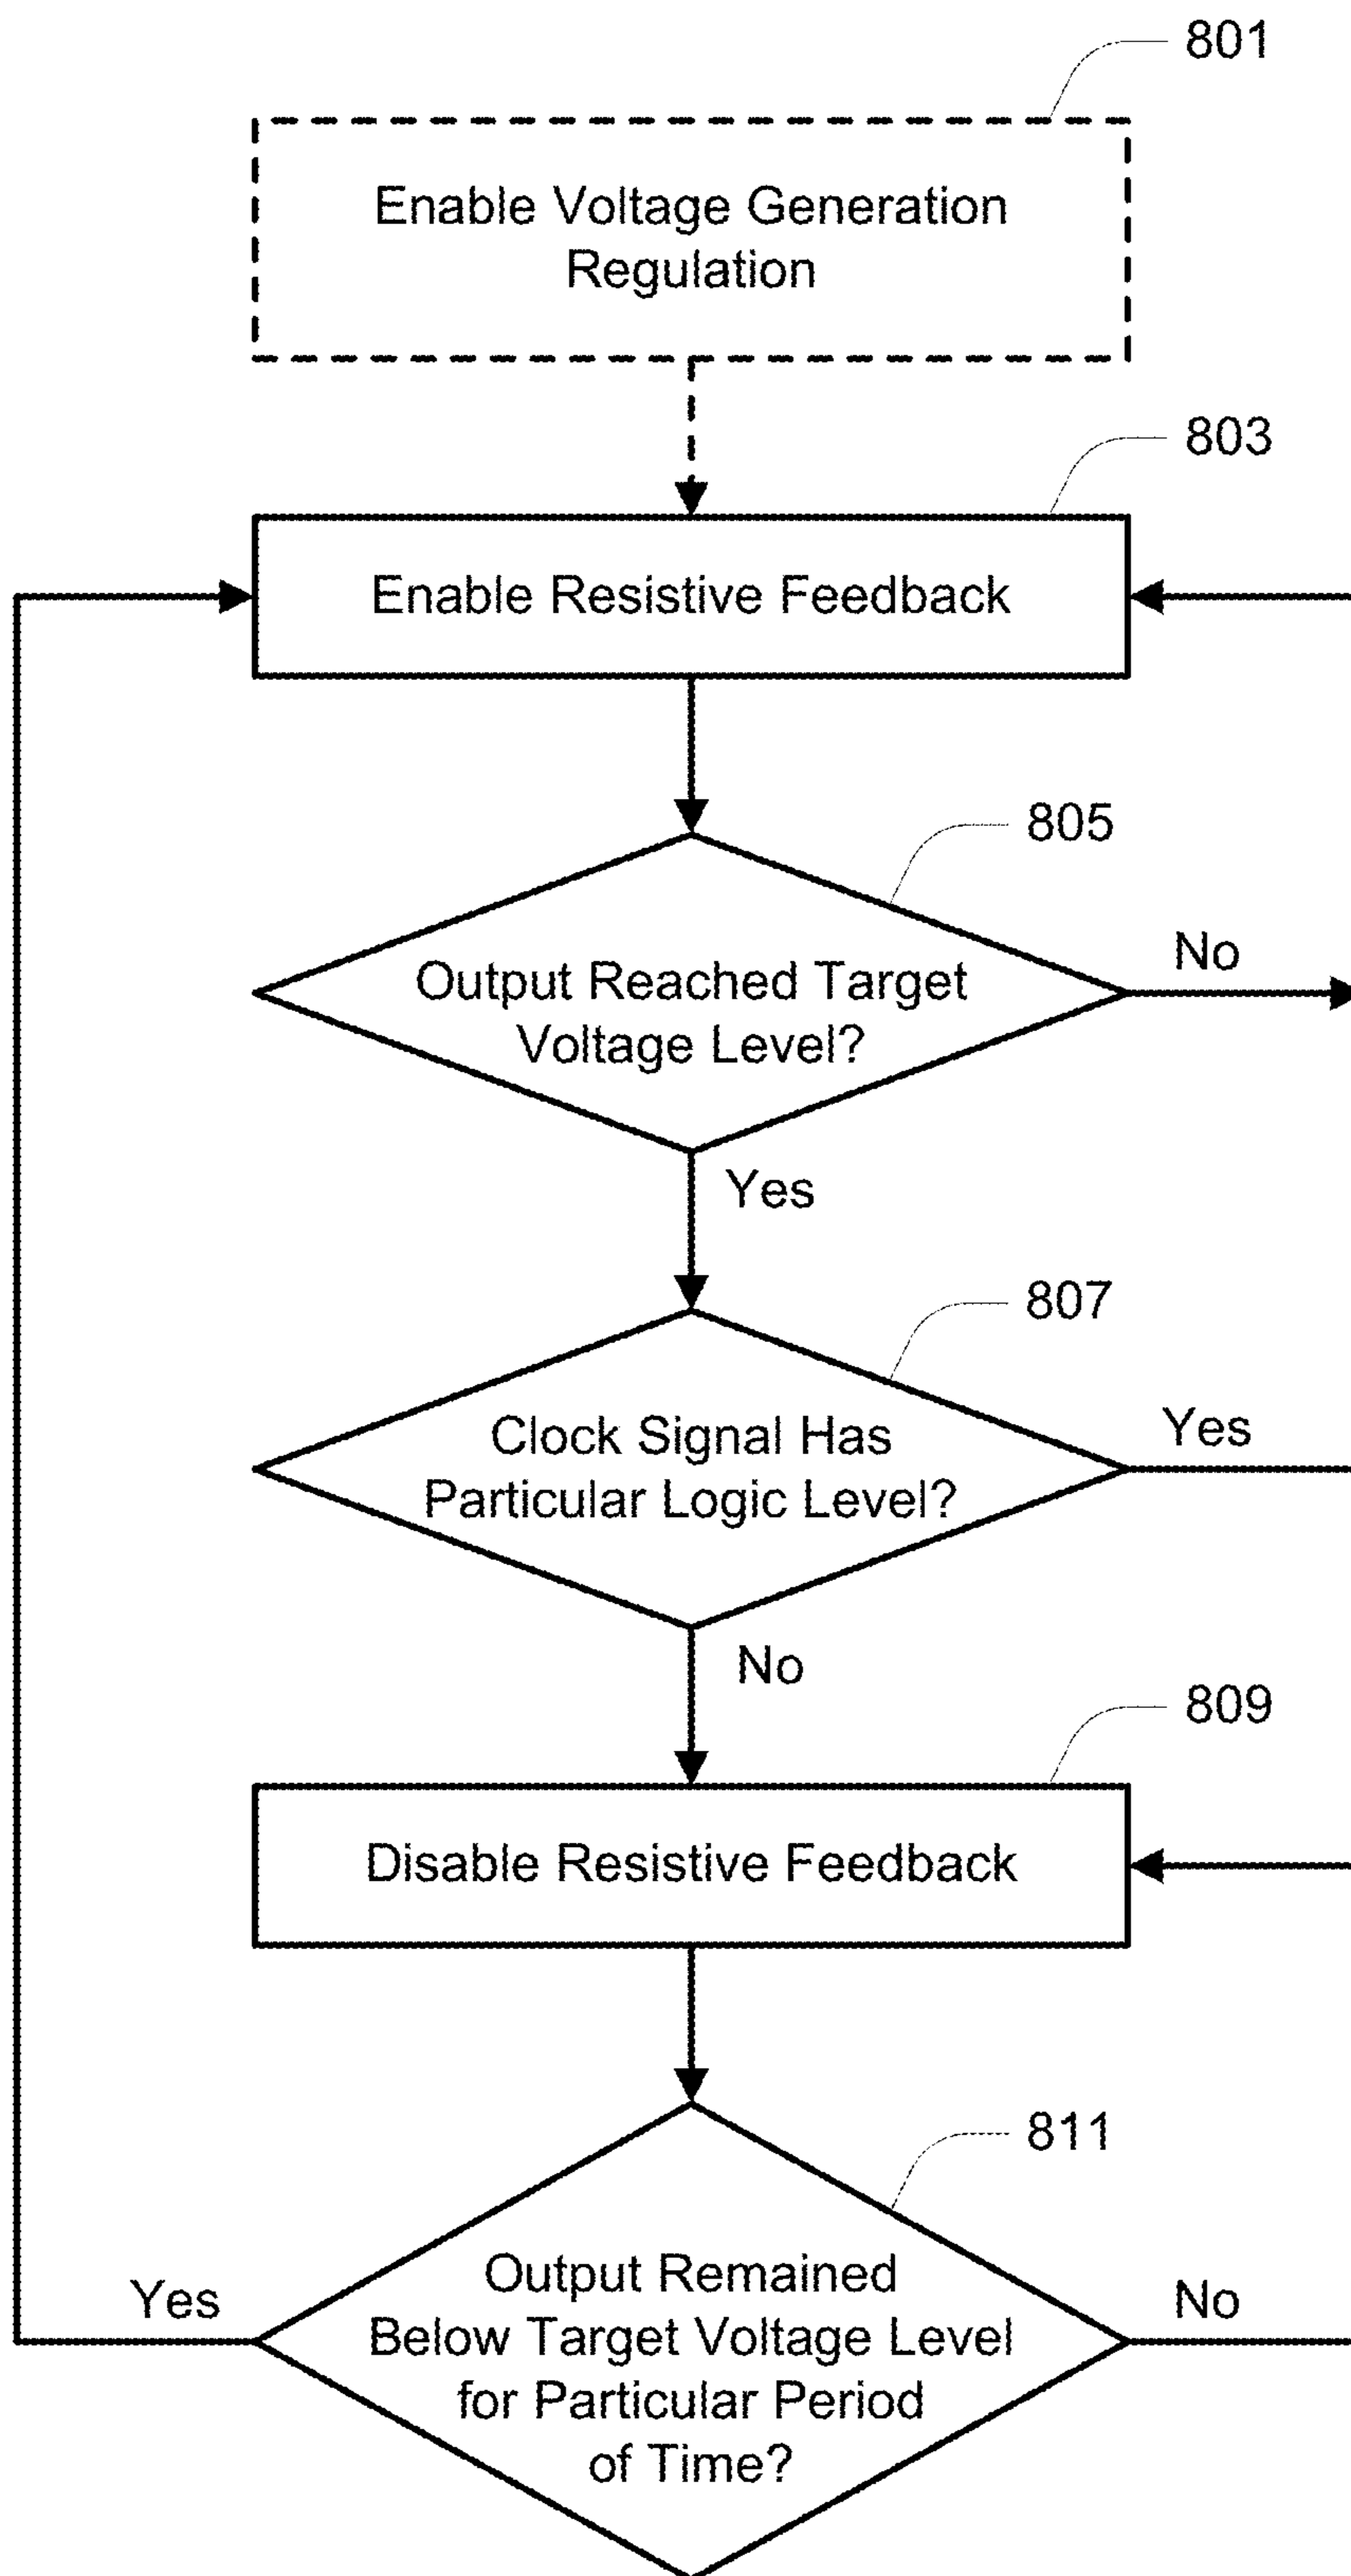 801
Enable Voltage Generation
Regulation
803
Enable Resistive Feedback
805
Output Reached Target
Voltage Level?
No
Yes
807
Clock Signal Has
Particular Logic Level?
Yes
No
809
Disable Resistive Feedback
811
Output Remained
Below Target Voltage Level
for Particular Period
of Time?
Yes
No